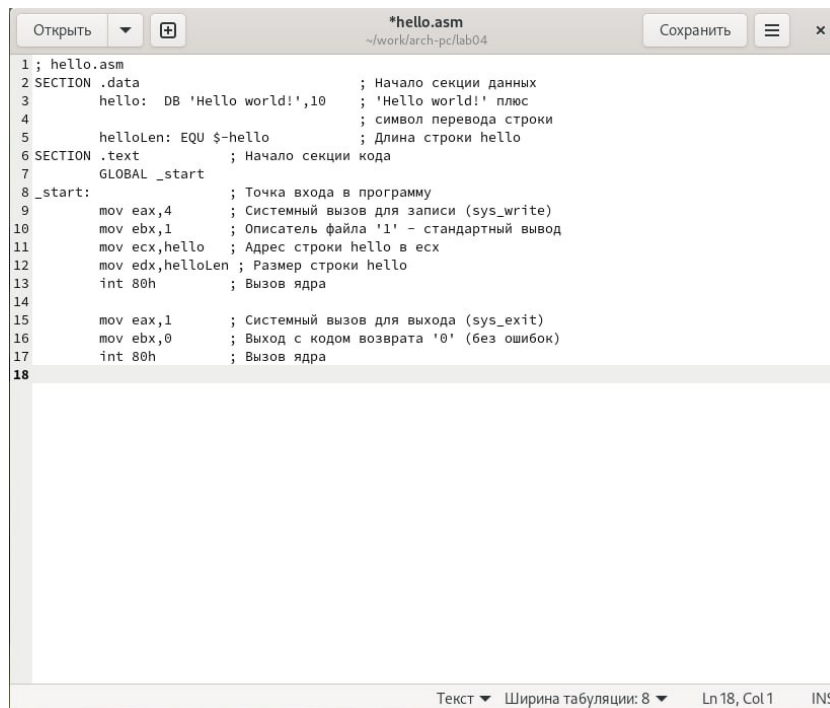 Открыть
*hello.asm
~/work/arch-pc/lab04
Сохранить
1 ; hello.asm
2 SECTION .data ; Начало секции данных
3 hello: DB 'Hello world!',10 ; 'Hello world!' плюс
4 ; символ перевода строки
5 helloLen: EQU $-hello ; Длина строки hello
6 SECTION .text ; Начало секции кода
7 GLOBAL _start
8 _start: ; Точка входа в программу
9 mov eax,4 ; Системный вызов для записи (sys_write)
10 mov ebx,1 ; Описатель файла '1' - стандартный вывод
11 mov ecx,hello ; Адрес строки hello в ecx
12 mov edx,helloLen ; Размер строки hello
13 int 80h ; Вызов ядра
14
15 mov eax,1 ; Системный вызов для выхода (sys_exit)
16 mov ebx,0 ; Выход с кодом возврата '0' (без ошибок)
17 int 80h ; Вызов ядра
18
Текст Ширина табуляции: 8 Ln 18, Col 1 INS